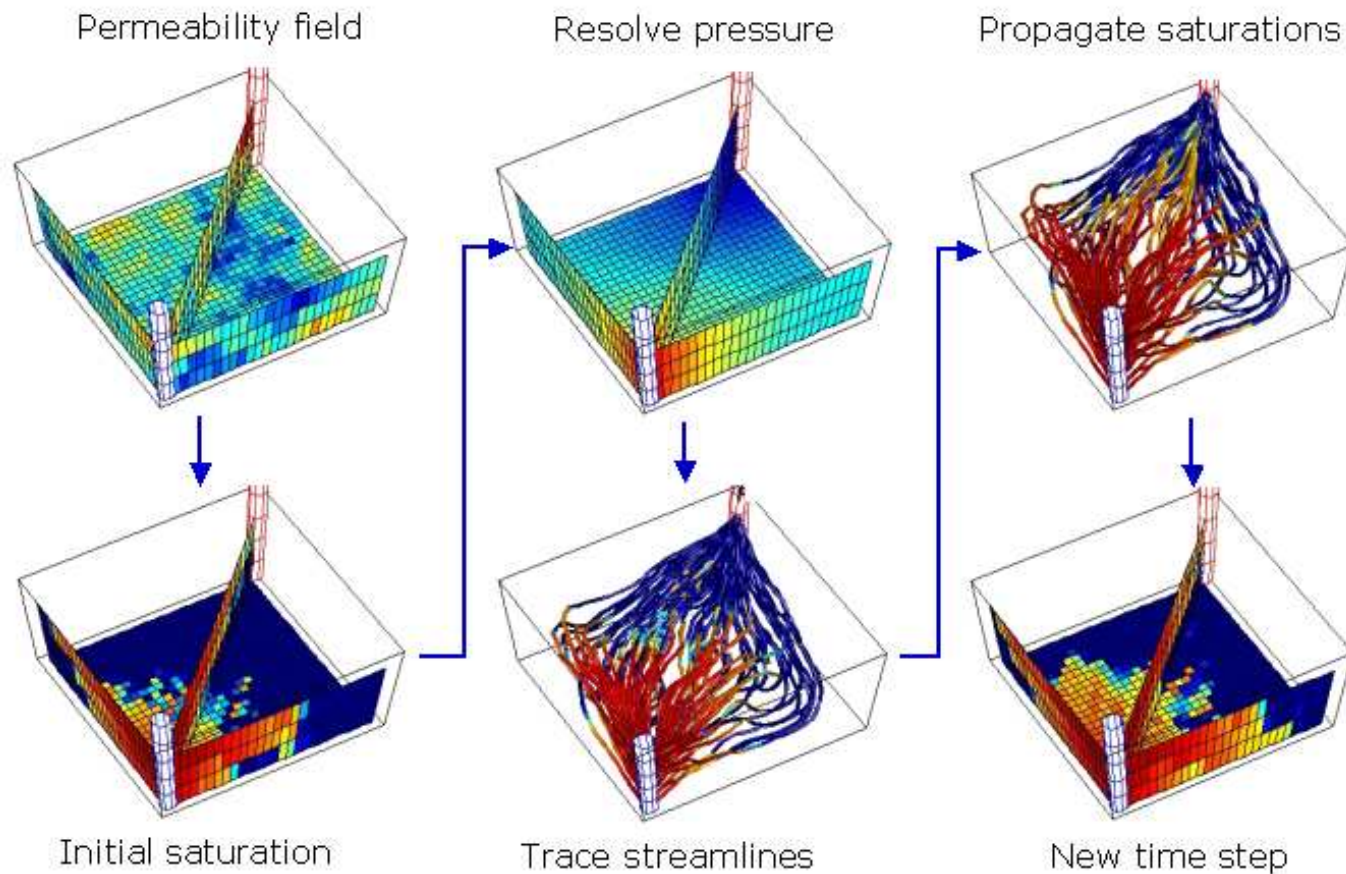 Permeability field
Resolve pressure
Propagate saturations
Initial saturation
Trace streamlines
New time step